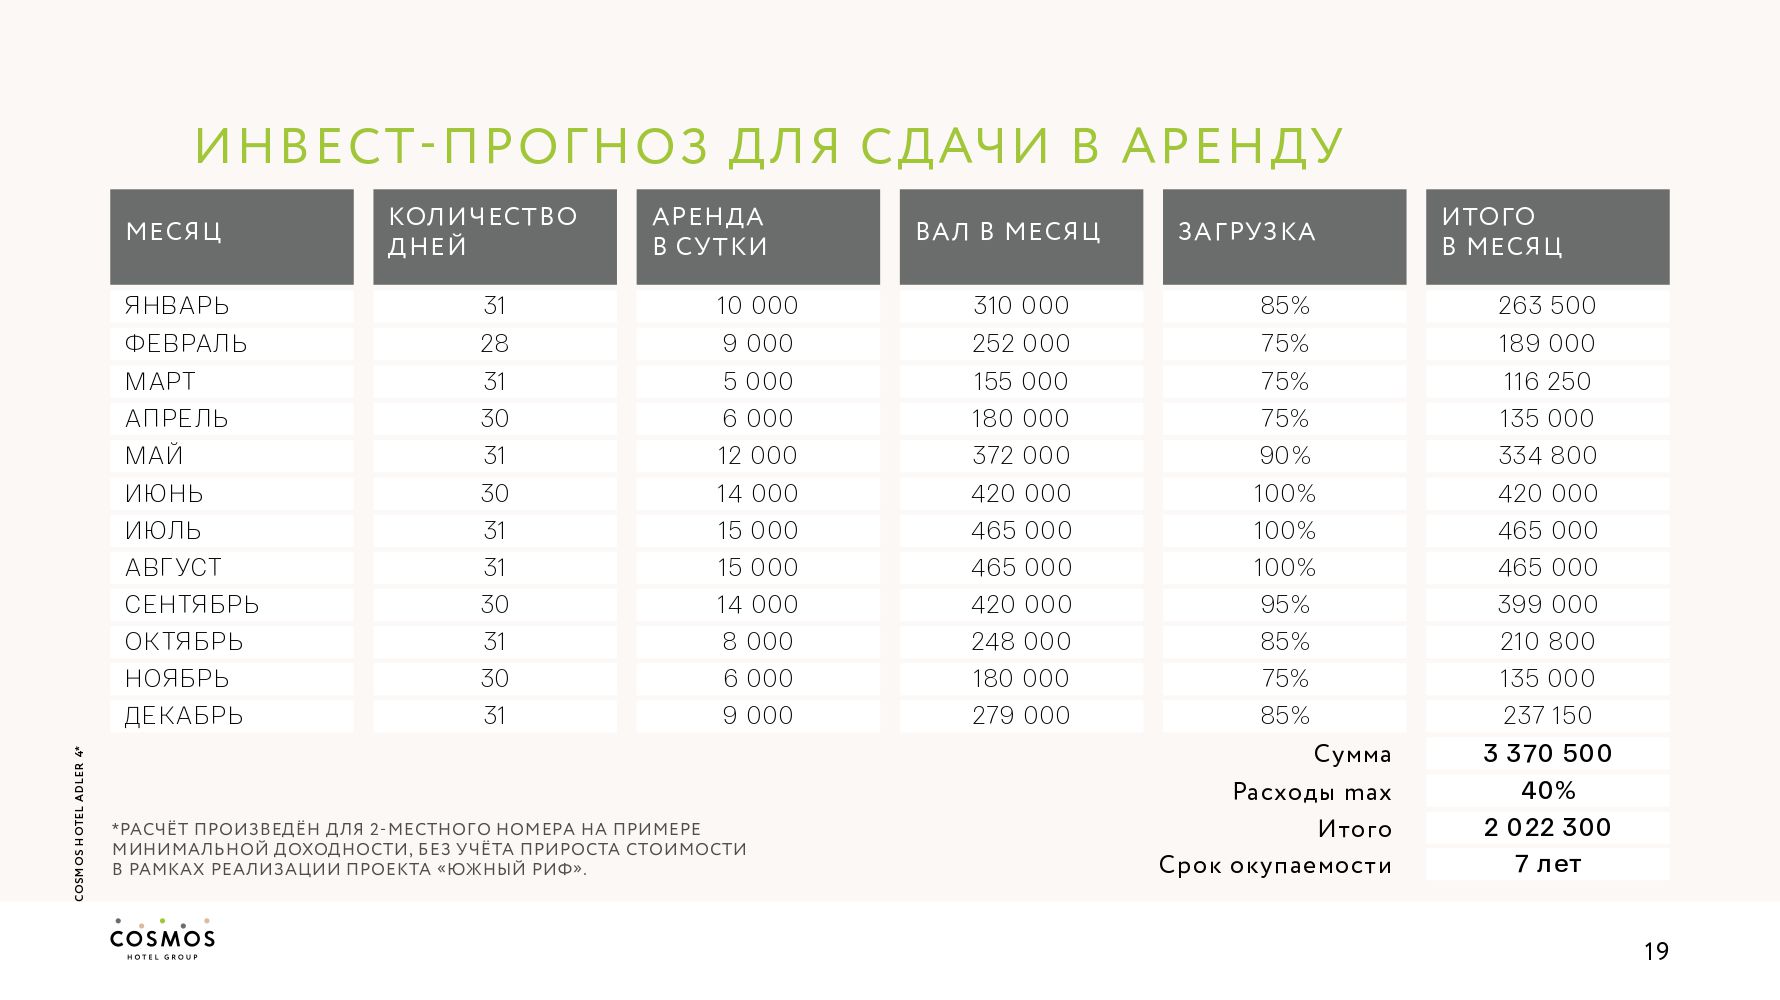 ИНВЕСТ-ПРОГНОЗ ДЛЯ СДАЧИ В АРЕНДУ
МЕСЯЦ КОЛИЧЕСТВО ДНЕЙ АРЕНДА В СУТКИ ВАЛ В МЕСЯЦ ЗАГРУЗКА ИТОГО В МЕСЯЦ
ЯНВАРЬ 31 10 000 310 000 85% 263 500
ФЕВРАЛЬ 28 9 000 252 000 75% 189 000
МАРТ 31 5 000 155 000 75% 116 250
АПРЕЛЬ 30 6 000 180 000 75% 135 000
МАЙ 31 12 000 372 000 90% 334 800
ИЮНЬ 30 14 000 420 000 100% 420 000
ИЮЛЬ 31 15 000 465 000 100% 465 000
АВГУСТ 31 15 000 465 000 100% 465 000
СЕНТЯБРЬ 30 14 000 420 000 95% 399 000
ОКТЯБРЬ 31 8 000 248 000 85% 210 800
НОЯБРЬ 30 6 000 180 000 75% 135 000
ДЕКАБРЬ 31 9 000 279 000 85% 237 150
Сумма 3 370 500
Расходы max 40%
Итого 2 022 300
Срок окупаемости 7 лет
*РАСЧЁТ ПРОИЗВЕДЁН ДЛЯ 2-МЕСТНОГО НОМЕРА НА ПРИМЕРЕ
МИНИМАЛЬНОЙ ДОХОДНОСТИ, БЕЗ УЧЁТА ПРИРОСТА СТОИМОСТИ
В РАМКАХ РЕАЛИЗАЦИИ ПРОЕКТА «ЮЖНЫЙ РИФ».
COSMOS HOTEL ADLER 4*
COSMOS
HOTEL GROUP
19